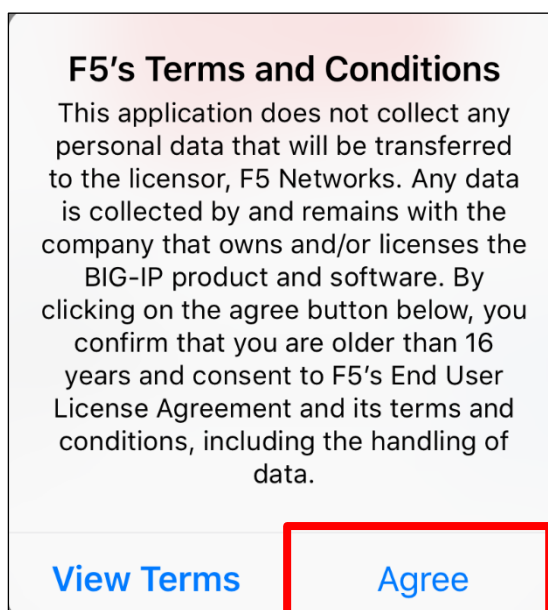 F5’s Terms and Conditions
This application does not collect any
personal data that will be transferred
to the licensor, F5 Networks. Any data
is collected by and remains with the
company that owns and/or licenses the
BIG-IP product and software. By
clicking on the agree button below, you
confirm that you are older than 16
years and consent to F5’s End User
License Agreement and its terms and
conditions, including the handling of
data.
View Terms
Agree